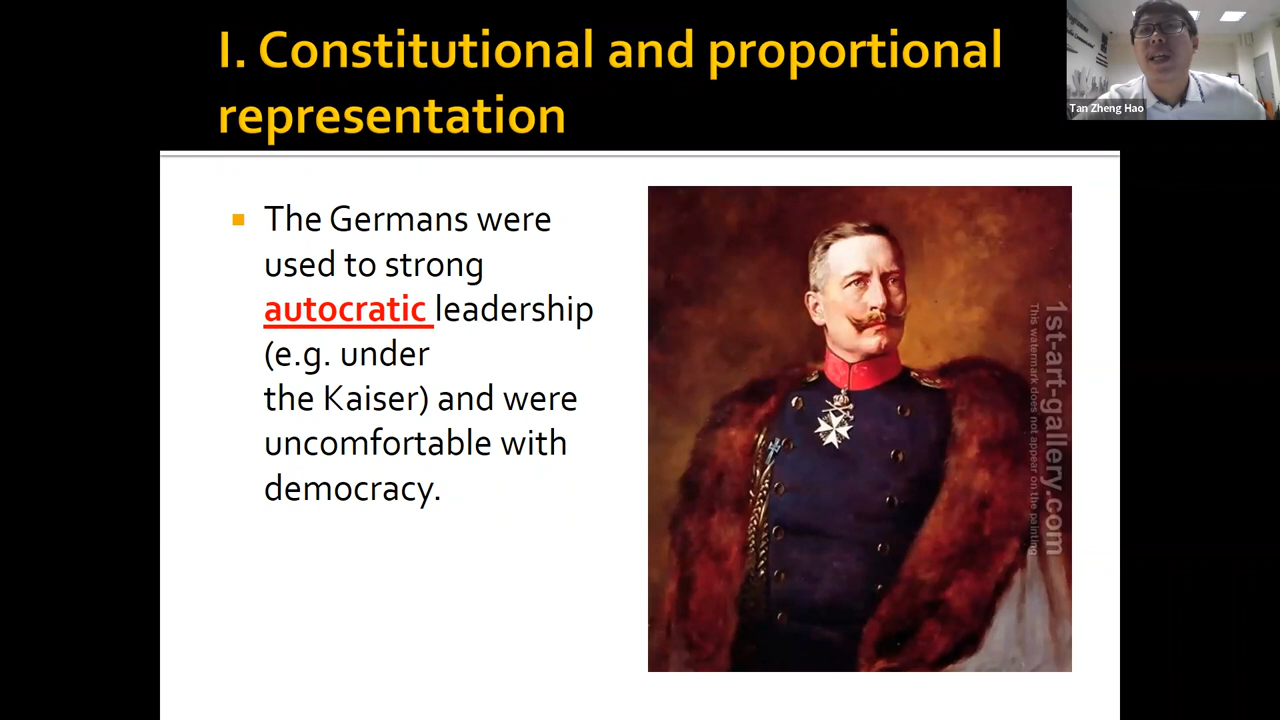 I. Constitutional and proportional
representation
Tan Zheng Hao
The Germans were
used to strong
autocratic leadership
(e.g. under
the Kaiser) and were
uncomfortable with
democracy.
1st-art-gallery.com
This watermark does not appear on the painting